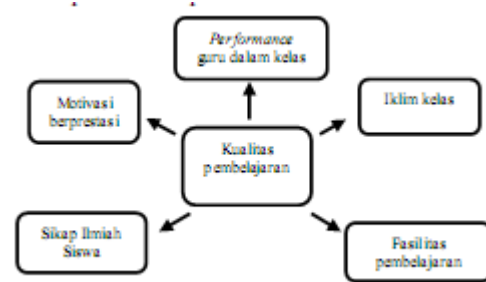 Performance
guru dalam kelas
Motivasi
berprestasi
Iklim kelas
Kualitas
pembelajaran
Sikap Ilmiah
Siswa
Fasilitas
pembelajaran